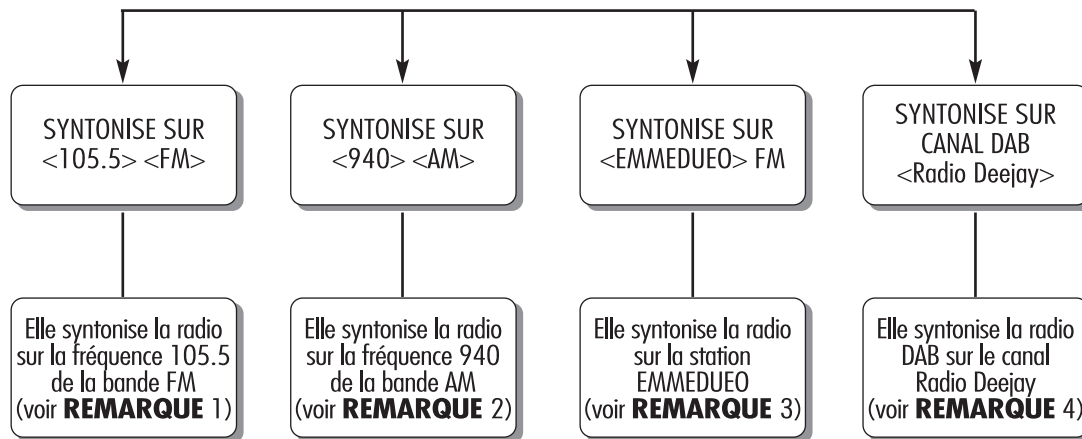 SYNTONISE SUR
<105.5> <FM>
SYNTONISE SUR
<940> <AM>
SYNTONISE SUR
<EMMEDUEO> FM
SYNTONISE SUR
CANAL DAB
<Radio Deejay>
Elle syntonise la radio
sur la fréquence 105.5
de la bande FM
(voir REMARQUE 1)
Elle syntonise la radio
sur la fréquence 940
de la bande AM
(voir REMARQUE 2)
Elle syntonise la radio
sur la station
EMMEDUEO
(voir REMARQUE 3)
Elle syntonise la radio
DAB sur le canal
Radio Deejay
(voir REMARQUE 4)